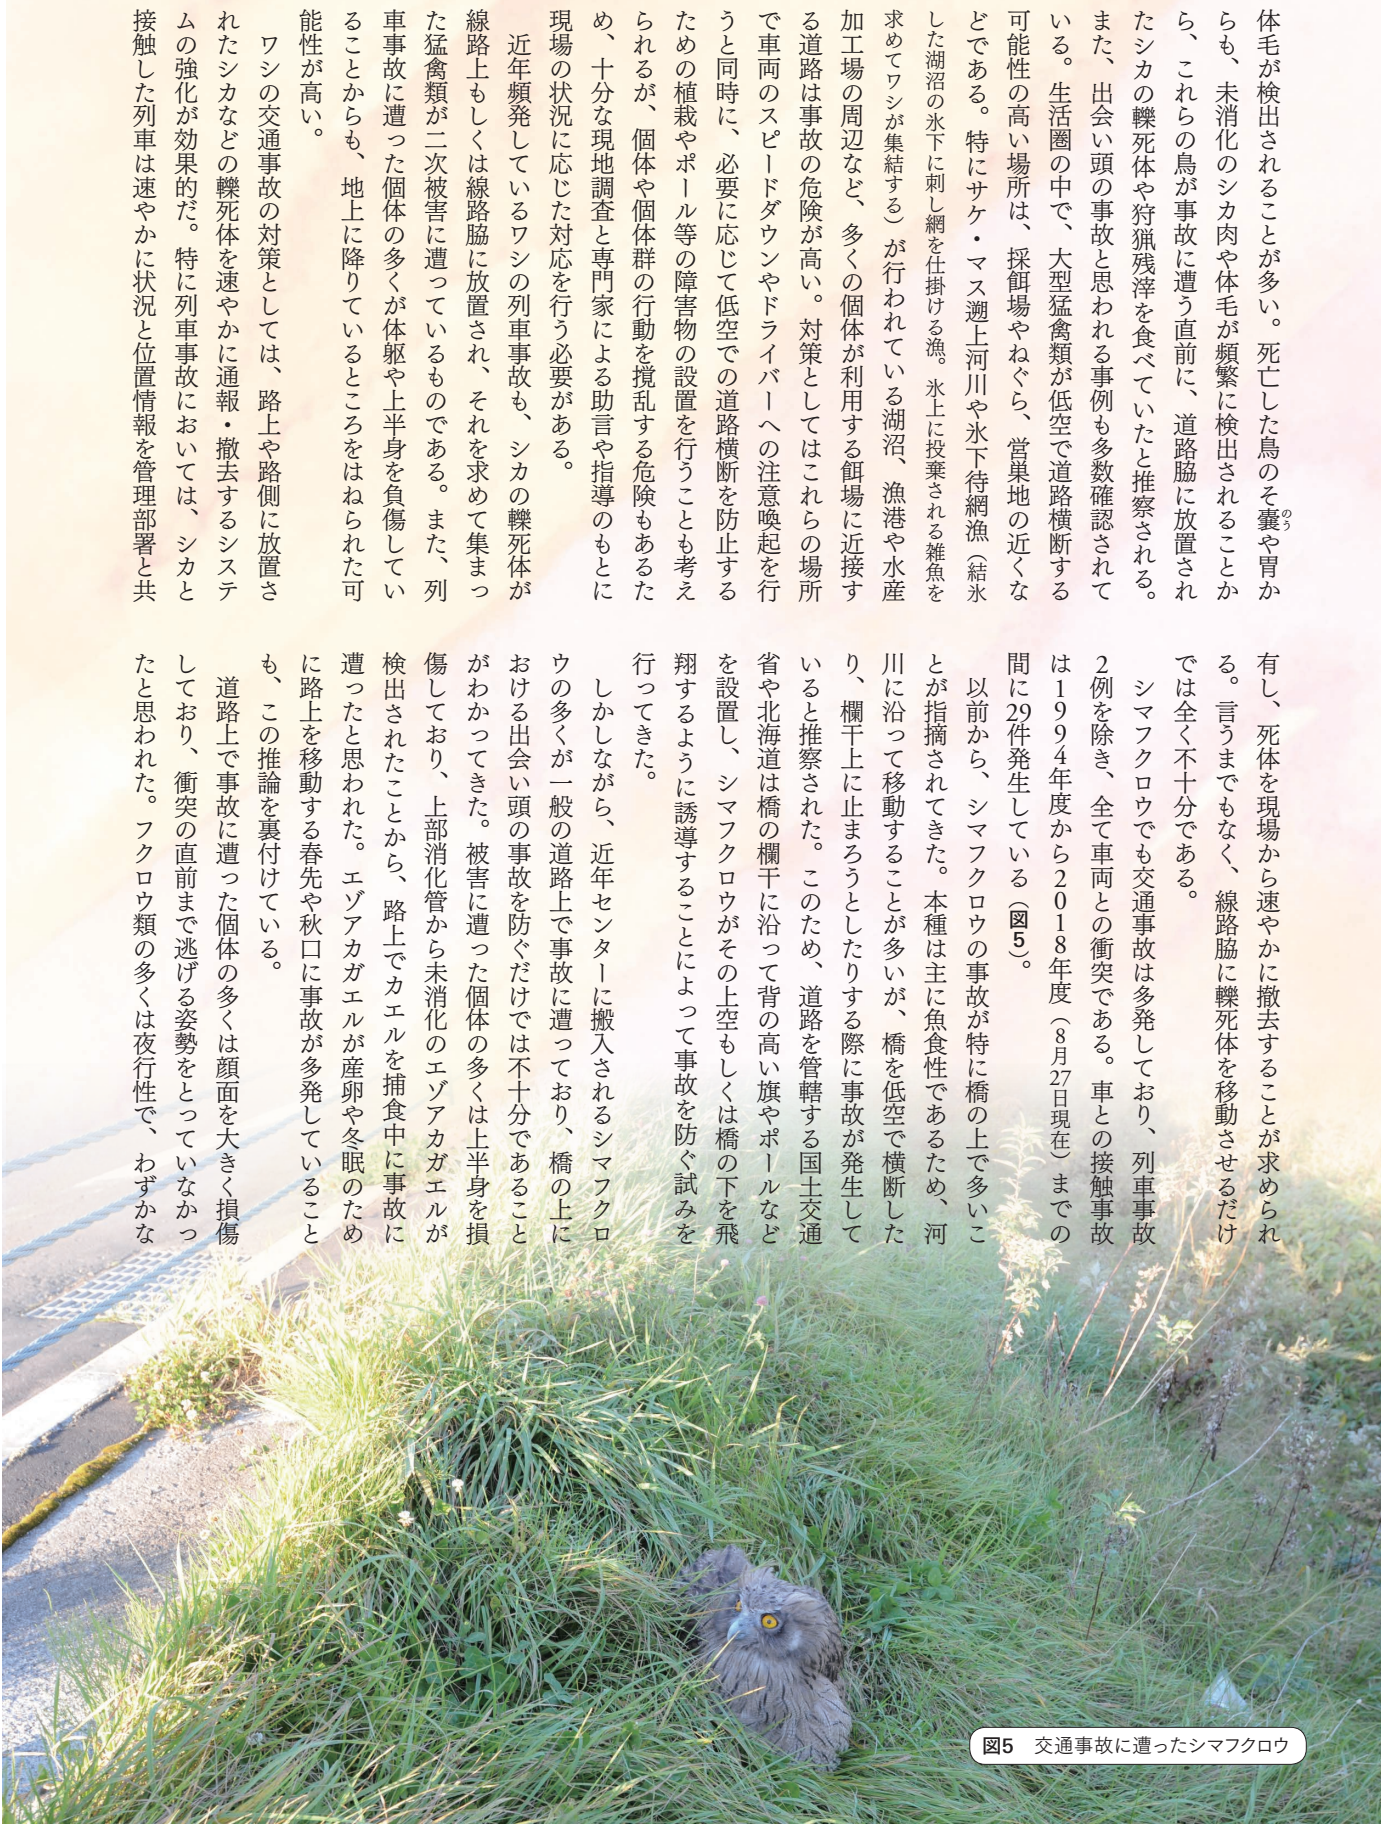 体毛が検出されることが多い。死亡した鳥のそ嚢や胃か
のう
らも、未消化のシカ肉や体毛が頻繁に検出されることか
ら、これらの鳥が事故に遭う直前に、道路脇に放置され
たシカの轢死体や狩猟残滓を食べていたと推察される。
また、出会い頭の事故と思われる事例も多数確認されて
いる。生活圏の中で、大型猛禽類が低空で道路横断する
可能性の高い場所は、採餌場やねぐら、営巣地の近くな
どである。特にサケ・マス遡上河川や氷下待網漁（結氷
した湖沼の氷下に刺し網を仕掛ける漁。氷上に投棄される雑魚を
求めてワシが集結する）が行われている湖沼、漁港や水産
加工場の周辺など、多くの個体が利用する餌場に近接す
る道路は事故の危険が高い。対策としてはこれらの場所
で車両のスピードダウンやドライバーへの注意喚起を行
うと同時に、必要に応じて低空での道路横断を防止する
ための植栽やポール等の障害物の設置を行うことも考え
られるが、個体や個体群の行動を撹乱する危険もあるた
め、十分な現地調査と専門家による助言や指導のもとに
現場の状況に応じた対応を行う必要がある。
近年頻発しているワシの列車事故も、シカの轢死体が
線路上もしくは線路脇に放置され、それを求めて集まっ
た猛禽類が二次被害に遭っているものである。また、列
車事故に遭った個体の多くが体躯や上半身を負傷してい
ることからも、地上に降りているところをはねられた可
能性が高い。
ワシの交通事故の対策としては、路上や路側に放置さ
れたシカなどの轢死体を速やかに通報・撤去するシステ
ムの強化が効果的だ。特に列車事故においては、シカと
接触した列車は速やかに状況と位置情報を管理部署と共
有し、死体を現場から速やかに撤去することが求められ
る。言うまでもなく、線路脇に轢死体を移動させるだけ
では全く不十分である。
シマフクロウでも交通事故は多発しており、列車事故
2例を除き、全て車両との衝突である。車との接触事故
は1994年度から2018年度（8月27日現在）までの
間に29件発生している（図5）。
以前から、シマフクロウの事故が特に橋の上で多いこ
とが指摘されてきた。本種は主に魚食性であるため、河
川に沿って移動することが多いが、橋を低空で横断した
り、欄干上に止まろうとしたりする際に事故が発生して
いると推察された。このため、道路を管轄する国土交通
省や北海道は橋の欄干に沿って背の高い旗やポールなど
を設置し、シマフクロウがその上空もしくは橋の下を飛
翔するように誘導することによって事故を防ぐ試みを
行ってきた。
しかしながら、近年センターに搬入されるシマフクロ
ウの多くが一般の道路上で事故に遭っており、橋の上に
おける出会い頭の事故を防ぐだけでは不十分であること
がわかってきた。被害に遭った個体の多くは上半身を損
傷しており、上部消化管から未消化のエゾアカガエルが
検出されたことから、路上でカエルを捕食中に事故に
遭ったと思われた。エゾアカガエルが産卵や冬眠のため
に路上を移動する春先や秋口に事故が多発していること
も、この推論を裏付けている。
道路上で事故に遭った個体の多くは顔面を大きく損傷
しており、衝突の直前まで逃げる姿勢をとっていなかっ
たと思われた。フクロウ類の多くは夜行性で、わずかな
図5 交通事故に遭ったシマフクロウ